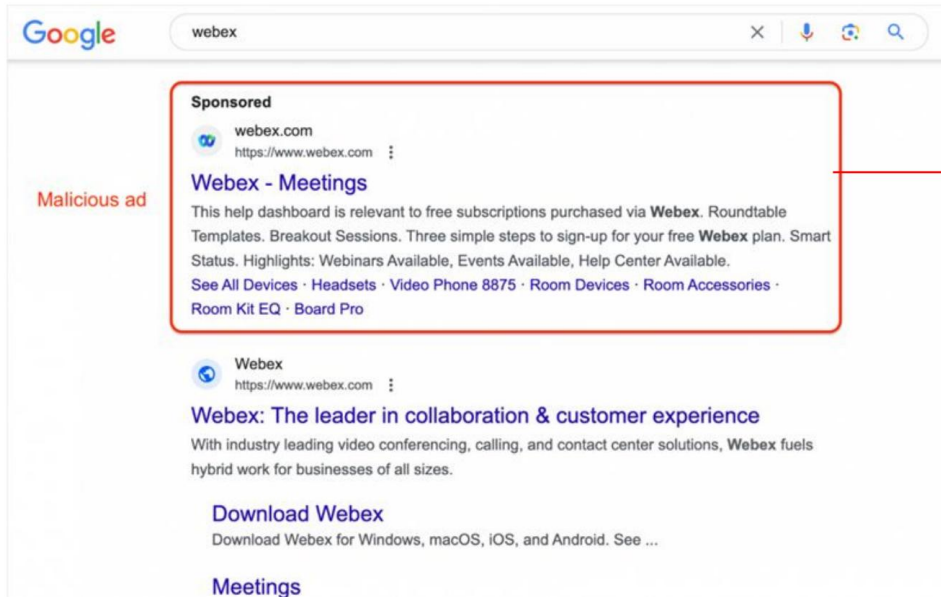 Google
webex
Sponsored
webex.com
https://www.webex.com
Webex - Meetings
Malicious ad
This help dashboard is relevant to free subscriptions purchased via Webex. Roundtable
Templates. Breakout Sessions. Three simple steps to sign-up for your free Webex plan. Smart
Status. Highlights: Webinars Available, Events Available, Help Center Available.
See All Devices · Headsets · Video Phone 8875 · Room Devices · Room Accessories ·
Room Kit EQ · Board Pro
Webex
https://www.webex.com
Webex: The leader in collaboration & customer experience
With industry leading video conferencing, calling, and contact center solutions, Webex fuels
hybrid work for businesses of all sizes.
Download Webex
Download Webex for Windows, macOS, iOS, and Android. See ...
Meetings